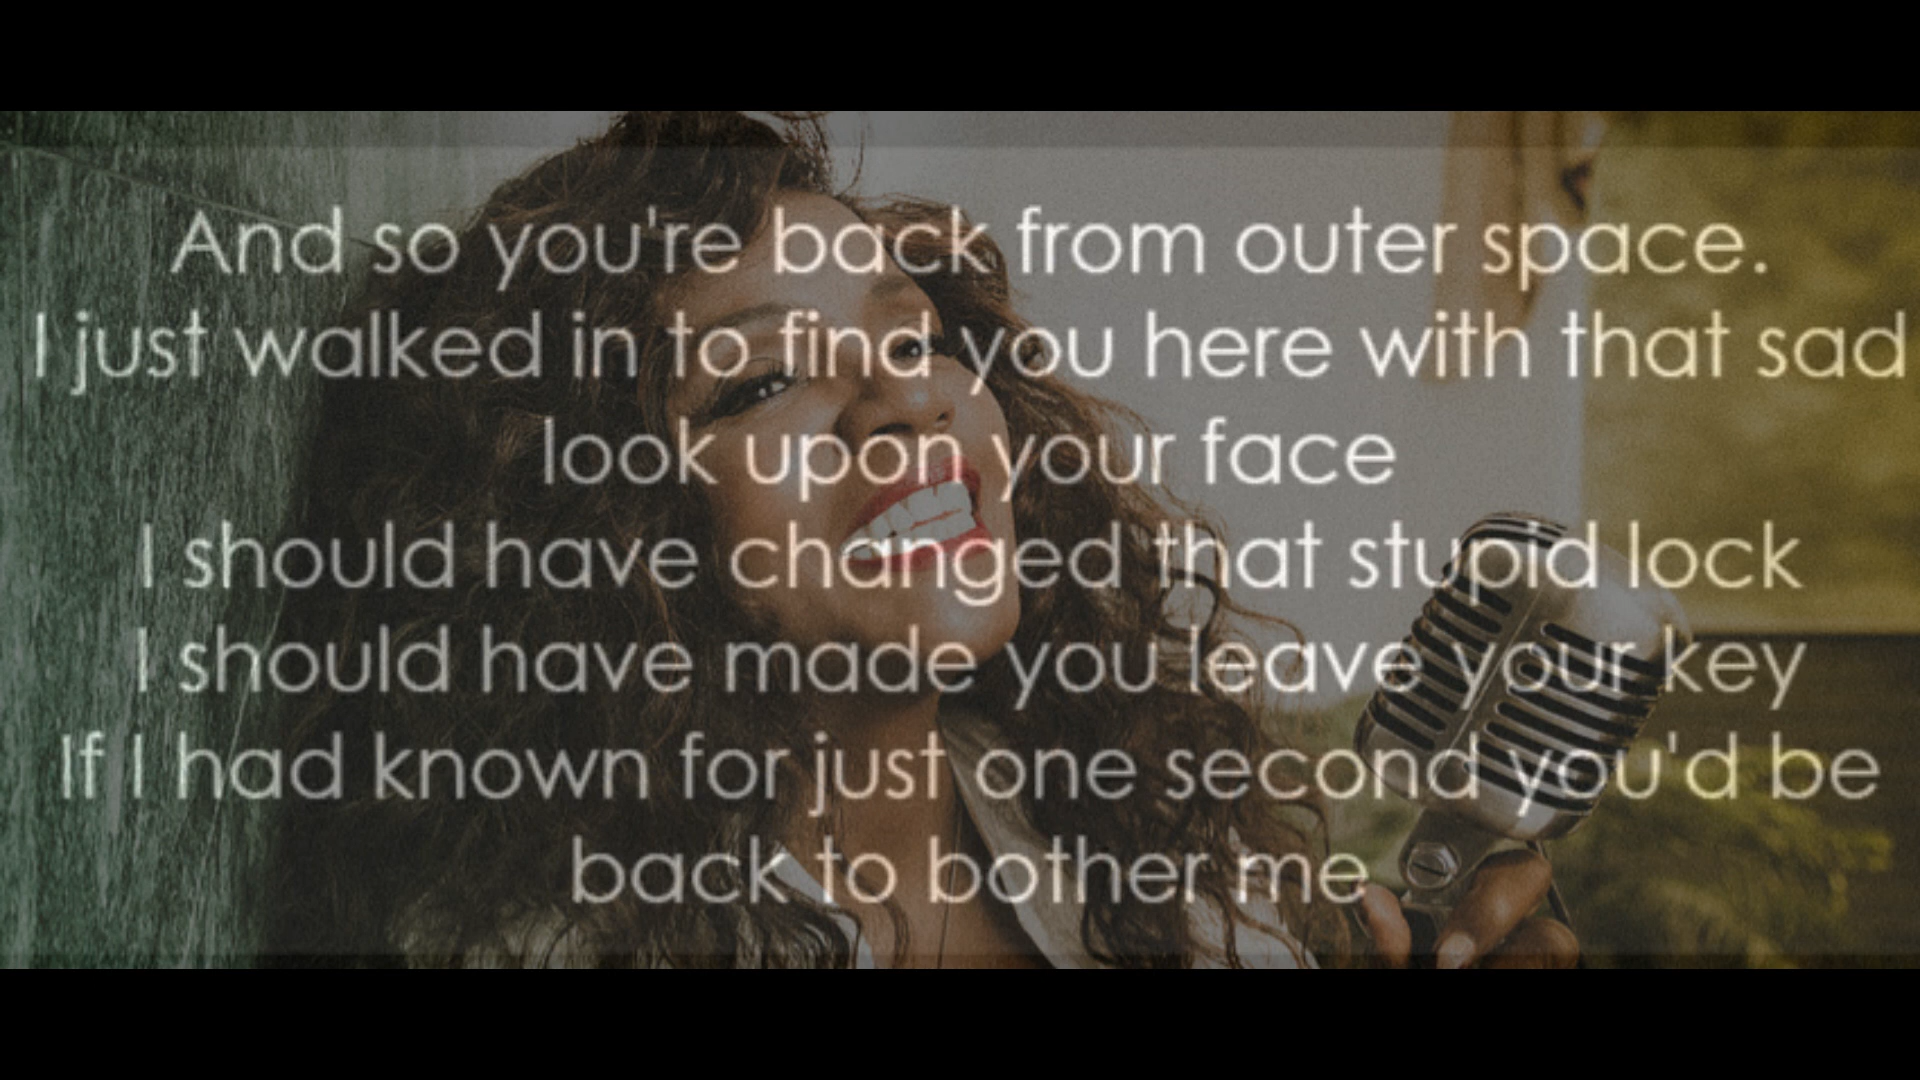 And so you're back from outer space.
I just walked in to find you here with that sad
look upon your face
I should have changed that stupid lock
I should have made you leave your key
If I had known for just one second you'd be
back to bother me